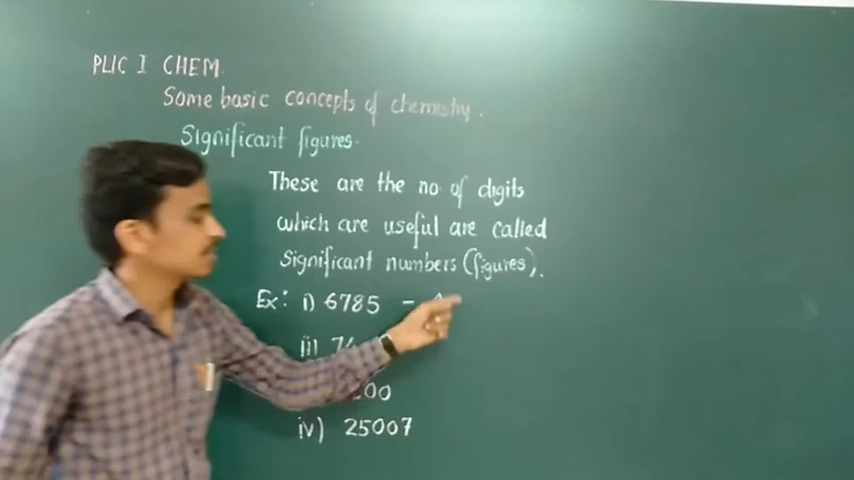 PUC I CHEM.
Some basic concepts of chemistry.
Significant figures.
These are the no. of digits
which are useful are called
Significant numbers (figures).
Ex: i) 6785 -
ii)
iv) 25007